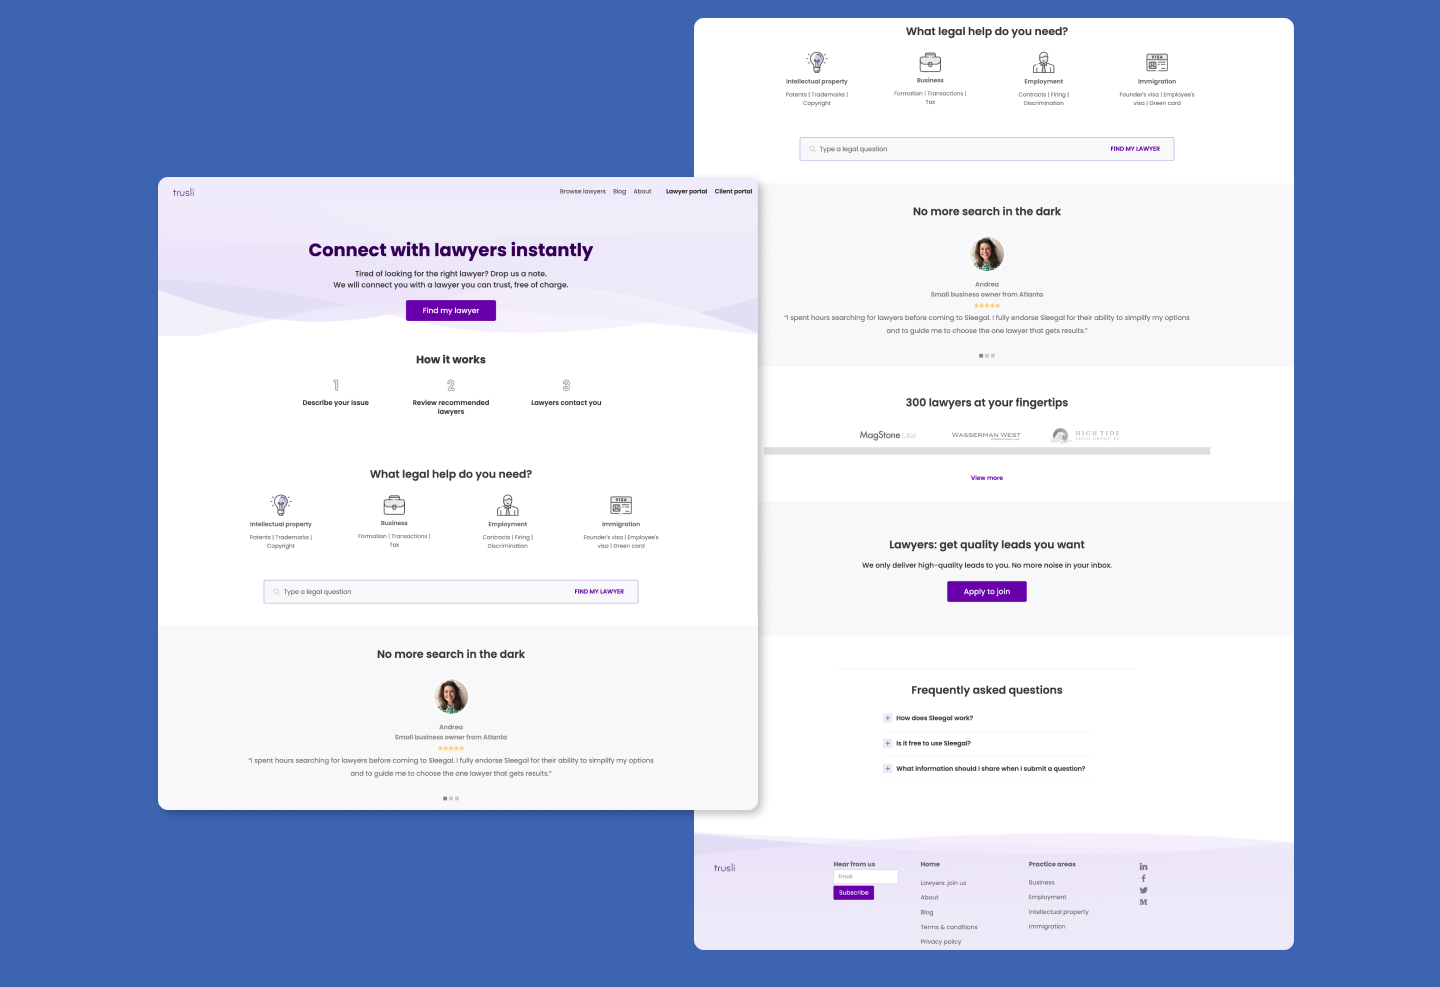 trusli
Browse lawyers Blog About Lawyer portal Client portal
Connect with lawyers instantly
Tired of looking for the right lawyer? Drop us a note.
We will connect you with a lawyer you can trust, free of charge.
Find my lawyer
How it works
1 2 3
Describe your issue
Review recommended
lawyers
Lawyers contact you
What legal help do you need?
Intellectual property
Patents | Trademarks |
Copyright
Business
Formation | Transactions |
Tax
Employment
Contracts | Firing |
Discrimination
VISA
Immigration
Founder's visa | Employee's
visa | Green card
Type a legal question
FIND MY LAWYER
No more search in the dark
Andrea
Small business owner from Atlanta
“I spent hours searching for lawyers before coming to Sleegal. I fully endorse Sleegal for their ability to simplify my options
and to guide me to choose the one lawyer that gets results.”
What legal help do you need?
Intellectual property
Patents | Trademarks |
Copyright
Business
Formation | Transactions |
Tax
Employment
Contracts | Firing |
Discrimination
VISA
Immigration
Founder's visa | Employee's
visa | Green card
Type a legal question
FIND MY LAWYER
No more search in the dark
Andrea
Small business owner from Atlanta
“I spent hours searching for lawyers before coming to Sleegal. I fully endorse Sleegal for their ability to simplify my options
and to guide me to choose the one lawyer that gets results.”
300 lawyers at your fingertips
MagStone LAW
WASSERMAN WEST
HIGH TIDE
LEGAL GROUP, PC
View more
Lawyers: get quality leads you want
We only deliver high-quality leads to you. No more noise in your inbox.
Apply to join
Frequently asked questions
+ How does Sleegal work?
+ Is it free to use Sleegal?
+ What information should I share when I submit a question?
trusli
Hear from us
Email
Subscribe
Home
Lawyers: join us
About
Blog
Terms & conditions
Privacy policy
Practice areas
Business
Employment
Intellectual property
Immigration
in
f
M